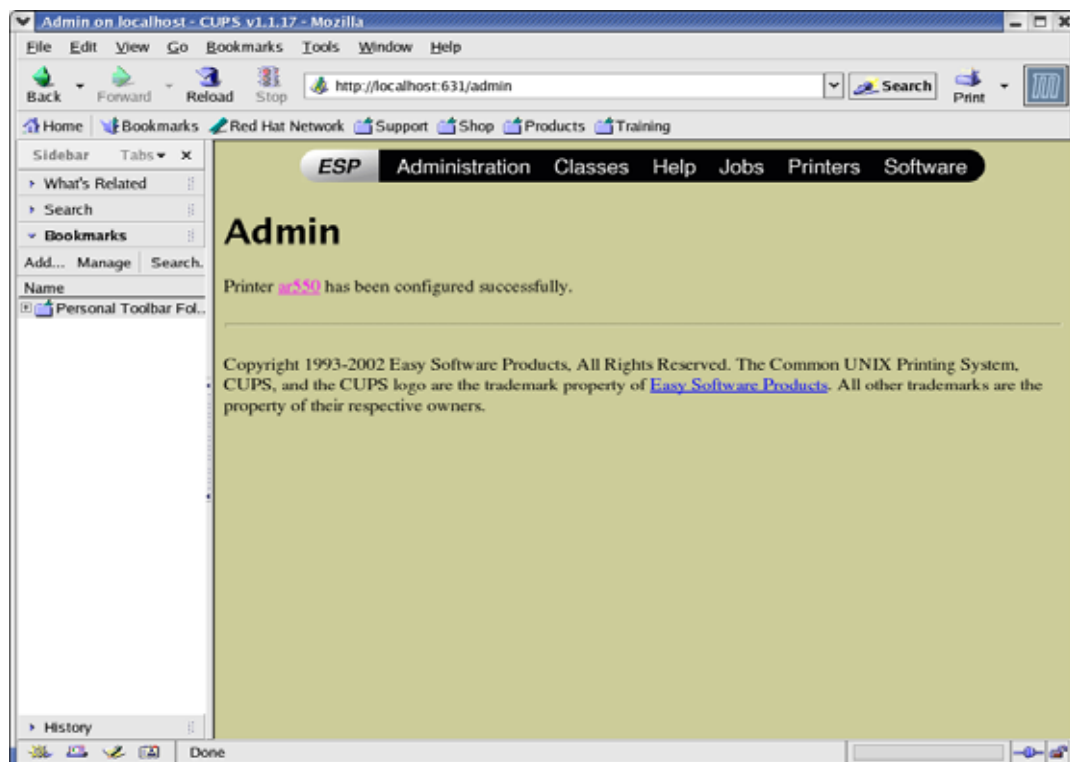 Admin on localhost - CUPS v1.1.17 - Mozilla
File Edit View Go Bookmarks Tools Window Help
Back Forward Reload Stop http://localhost:631/admin Search Print
Home Bookmarks Red Hat Network Support Shop Products Training
Sidebar Tabs x
What's Related
Search
Bookmarks
Add... Manage Search.
Name
Personal Toolbar Fol..
History
ESP Administration Classes Help Jobs Printers Software
Admin
Printer ar550 has been configured successfully.
Copyright 1993-2002 Easy Software Products, All Rights Reserved. The Common UNIX Printing System,
CUPS, and the CUPS logo are the trademark property of Easy Software Products. All other trademarks are the
property of their respective owners.
Done